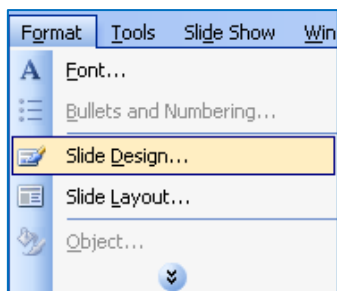 Format Tools Slide Show Win
A Font...
Bullets and Numbering...
Slide Design...
Slide Layout...
Object...